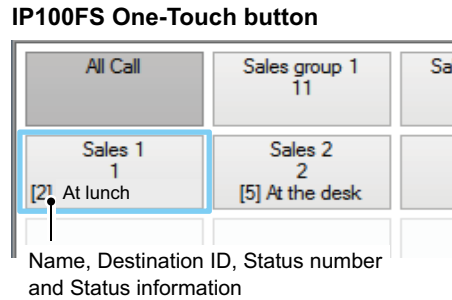 IP100FS One-Touch button
All Call
Sales group 1
11
Sa
Sales 1
1
[2] At lunch
Sales 2
2
[5] At the desk
Name, Destination ID, Status number
and Status information